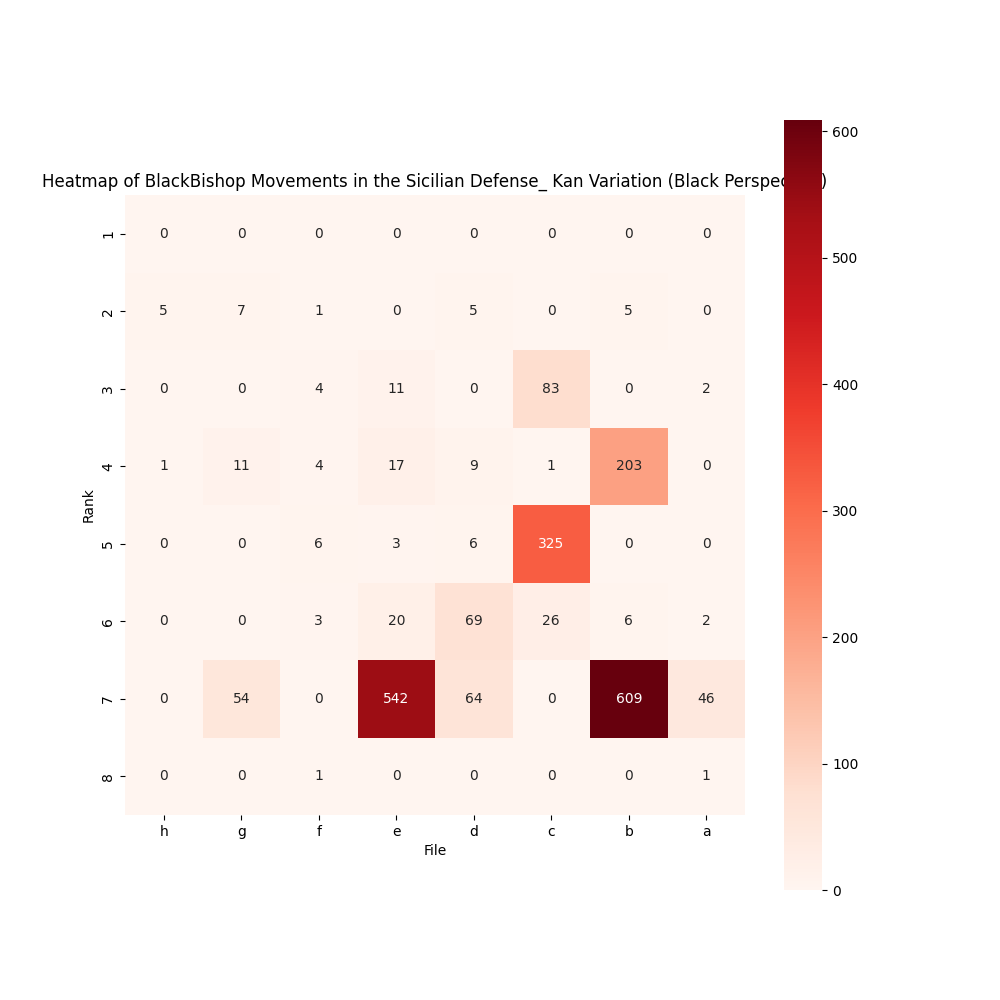 Heatmap of BlackBishop Movements in the Sicilian Defense_ Kan Variation (Black Perspec )
600
500
400
300
200
100
0
Rank
1 0 0 0 0 0 0 0 0
2 5 7 1 0 5 0 5 0
3 0 0 4 11 0 83 0 2
4 1 11 4 17 9 1 203 0
5 0 0 6 3 6 325 0 0
6 0 0 3 20 69 26 6 2
7 0 54 0 542 64 0 609 46
8 0 0 1 0 0 0 0 1
h g f e d c b a
File